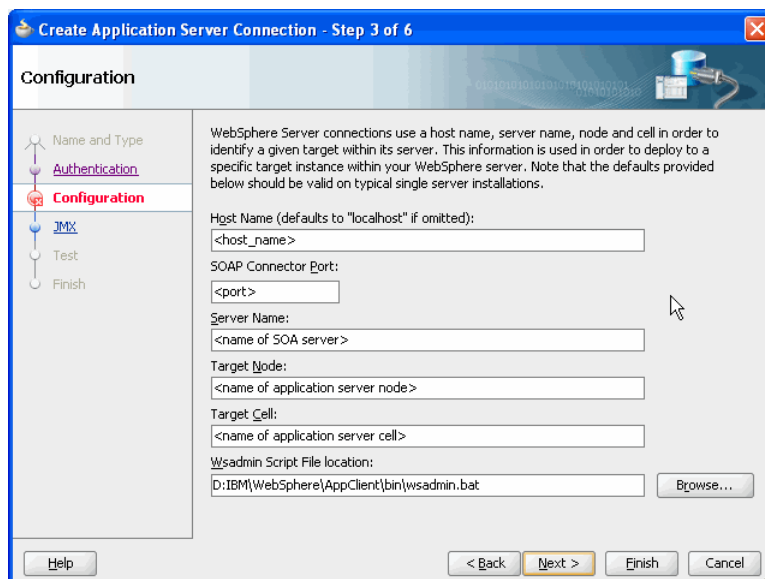 Create Application Server Connection - Step 3 of 6
Configuration
Name and Type
Authentication
Configuration
JMX
Test
Finish
WebSphere Server connections use a host name, server name, node and cell in order to
identify a given target within its server. This information is used in order to deploy to a
specific target instance within your WebSphere server. Note that the defaults provided
below should be valid on typical single server installations.
Host Name (defaults to "localhost" if omitted):
<host_name>
SOAP Connector Port:
<port>
Server Name:
<name of SOA server>
Target Node:
<name of application server node>
Target Cell:
<name of application server cell>
Wsadmin Script File location:
D:IBM\WebSphere\AppClient\bin\wsadmin.bat
Browse...
Help
< Back
Next >
Finish
Cancel